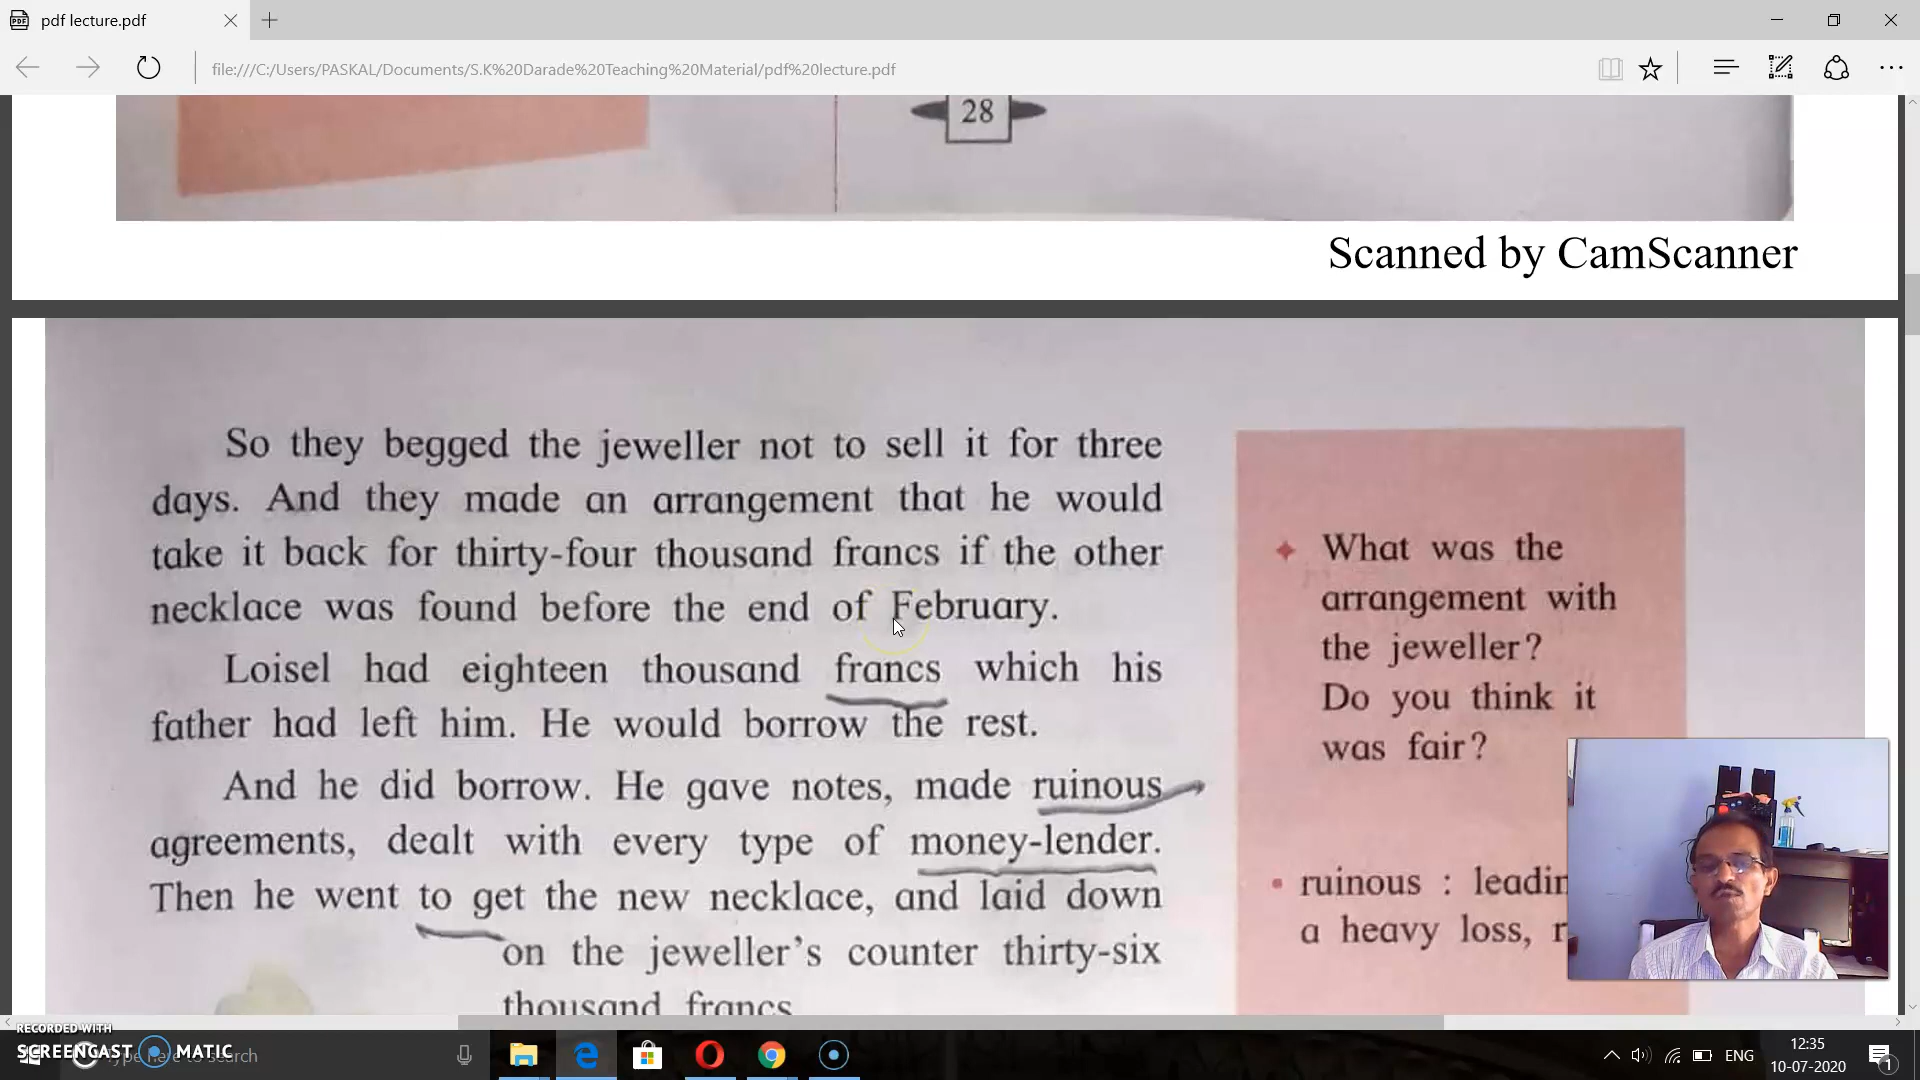 pdf lecture.pdf
file:///C:/Users/PASKAL/Documents/S.K%20Darade%20Teaching%20Material/pdf%20lecture.pdf
28
Scanned by CamScanner
So they begged the jeweller not to sell it for three
days. And they made an arrangement that he would
take it back for thirty-four thousand francs if the other
necklace was found before the end of February.
Loisel had eighteen thousand francs which his
father had left him. He would borrow the rest.
And he did borrow. He gave notes, made ruinous
agreements, dealt with every type of money-lender.
Then he went to get the new necklace, and laid down
on the jeweller's counter thirty-six
thousand francs
What was the
arrangement with
the jeweller?
Do you think it
was fair?
ruinous : leadin
a heavy loss, r
RECORDED WITH
SCREENCAST MATIC
Type here to search
ENG
12:35
10-07-2020
1